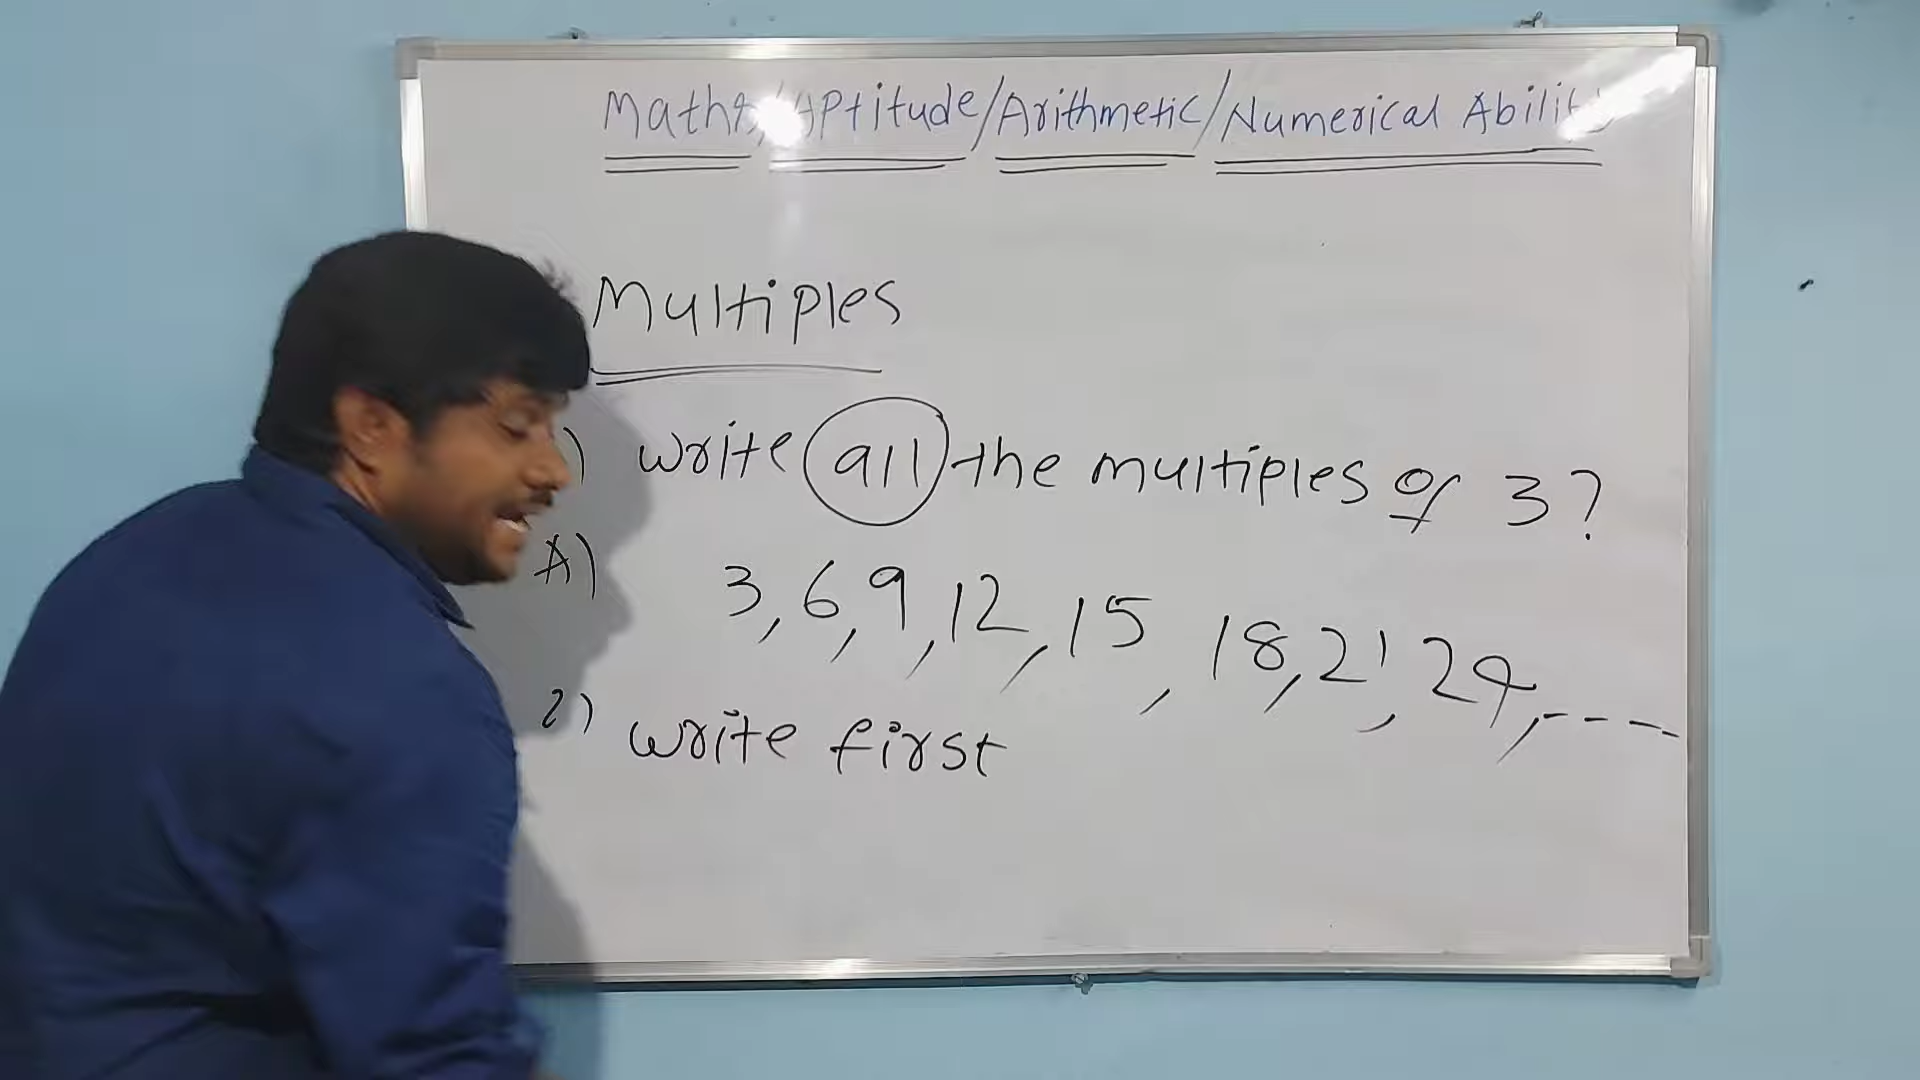 Maths/Aptitude/Arithmetic/Numerical Ability
Multiples
) write all the multiples of 3?
A) 3, 6, 9, 12, 15, 18, 21, 24, ----
2) write first